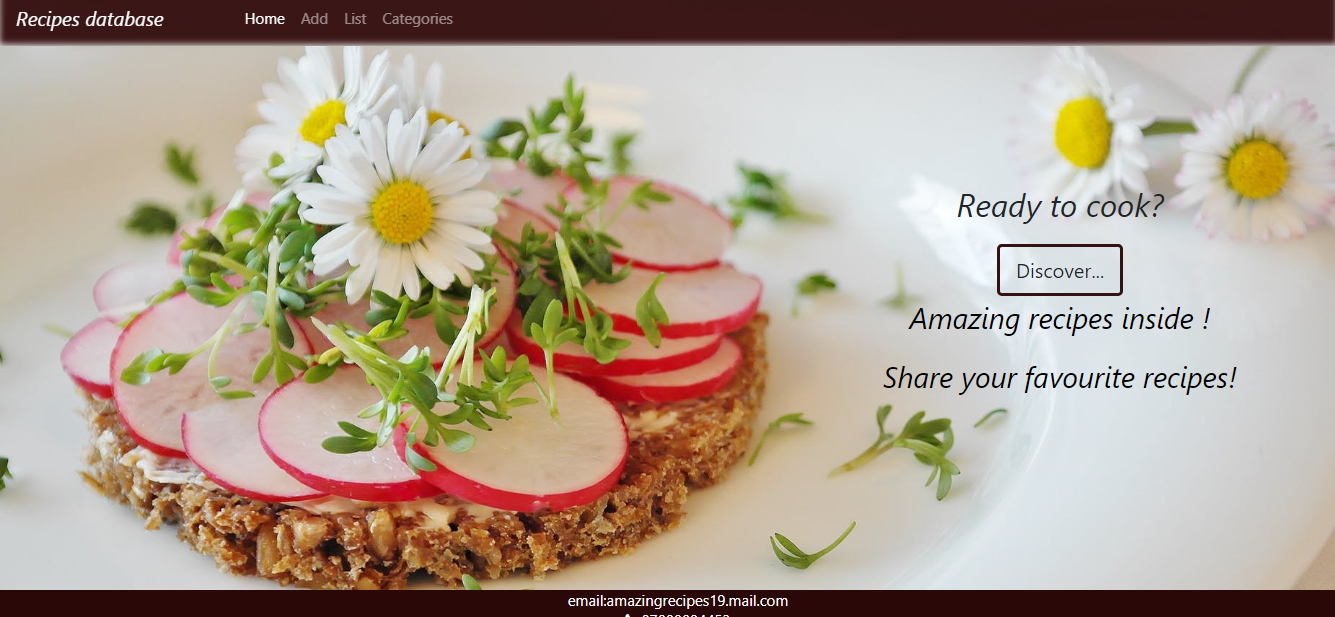 Recipes database
Home Add List Categories
Ready to cook?
Discover...
Amazing recipes inside !
Share your favourite recipes!
email:amazingrecipes19.mail.com